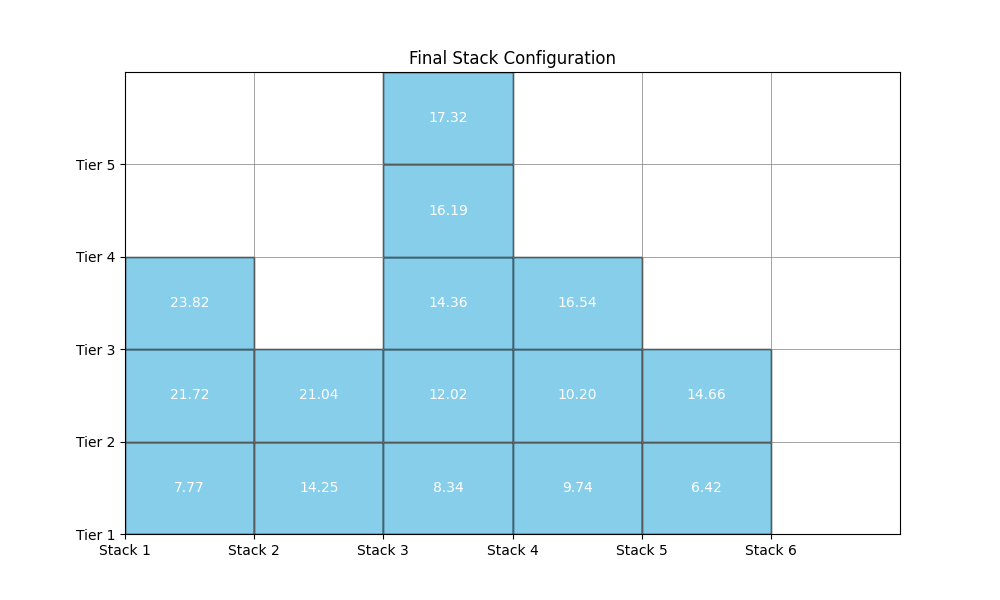 Final Stack Configuration
17.32
Tier 5
16.19
Tier 4
23.82 14.36 16.54
Tier 3
21.72 21.04 12.02 10.20 14.66
Tier 2
7.77 14.25 8.34 9.74 6.42
Tier 1
Stack 1 Stack 2 Stack 3 Stack 4 Stack 5 Stack 6